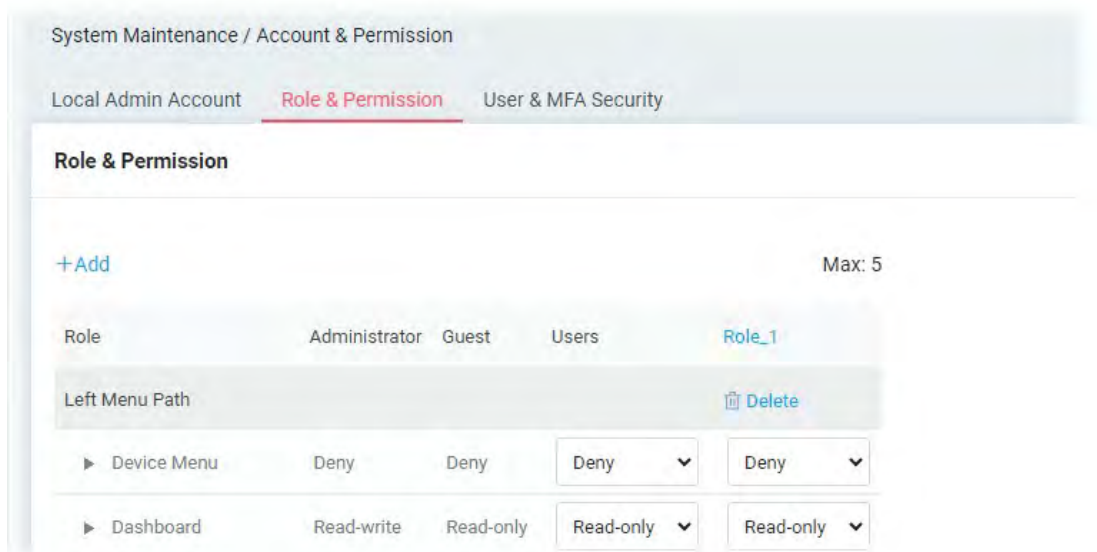 System Maintenance / Account & Permission
Local Admin Account Role & Permission User & MFA Security
Role & Permission
+Add Max: 5
Role Administrator Guest Users Role_1
Left Menu Path Delete
Device Menu Deny Deny Deny Deny
Dashboard Read-write Read-only Read-only Read-only